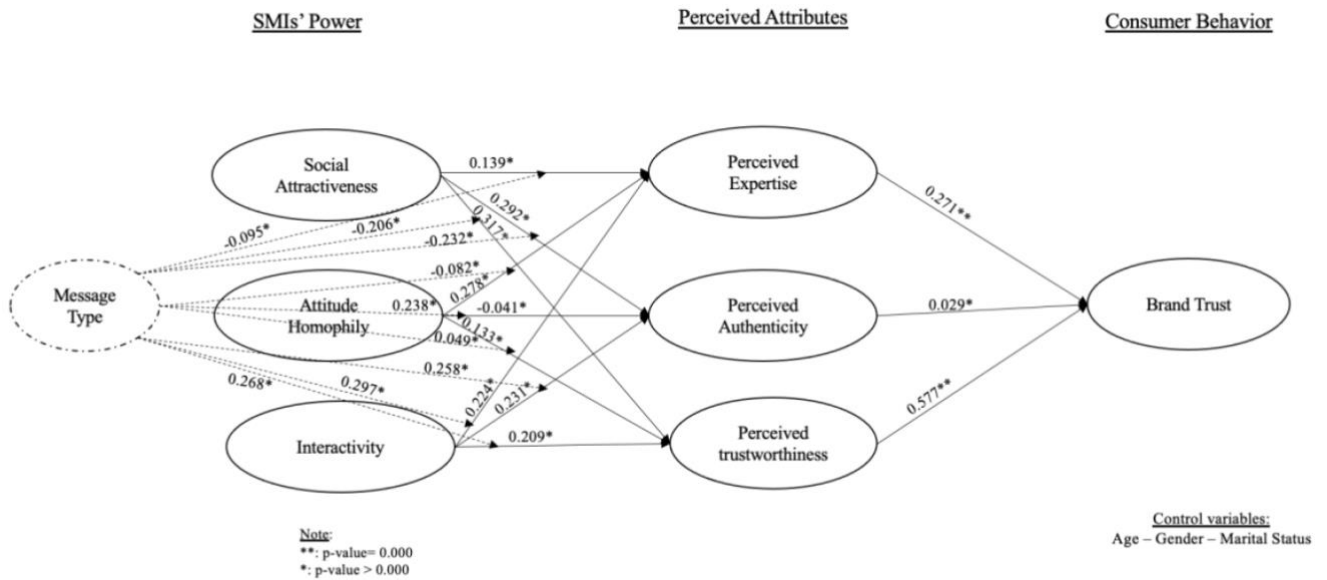 SMIs' Power
Perceived Attributes
Consumer Behavior
Social
Attractiveness
0.139*
Perceived
Expertise
0.292*
0.317*
0.271**
-0.095*
-0.206*
-0.232*
-0.082*
0.278*
Message
Type
Attitude
Homophily
0.238*
-0.041*
Perceived
Authenticity
0.029*
Brand Trust
0.133*
0.049*
0.258*
0.268*
0.297*
0.224*
0.231*
0.577**
Interactivity
0.209*
Perceived
trustworthiness
Note:
**: p-value= 0.000
*: p-value > 0.000
Control variables:
Age – Gender – Marital Status